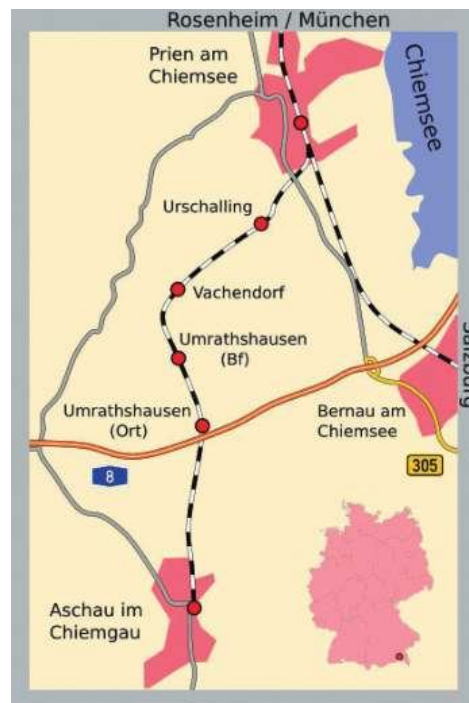 Rosenheim / München
Prien am
Chiemsee
Chiemsee
Urschalling
Vachendorf
Umrathshausen
(Bf)
Umrathshausen
(Ort)
Salzburg
Bernau am
Chiemsee
8
305
Aschau im
Chiemgau